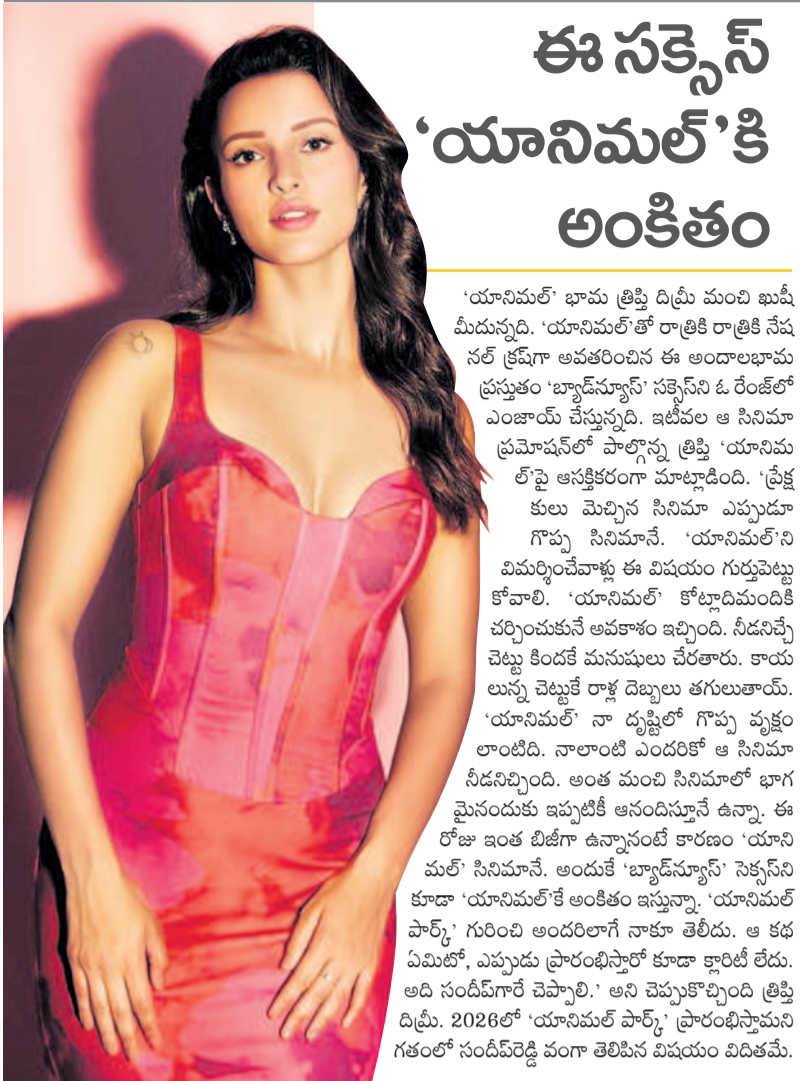 ఈ సక్సెస్
‘యానిమల్’కి
అంకితం
‘యానిమల్’ భామ త్రిప్తి దిమ్రీ మంచి ఖుషీ
మీదున్నది. ‘యానిమల్’తో రాత్రికి రాత్రికి నేష
నల్ క్రష్‌గా అవతరించిన ఈ అందాలభామ
ప్రస్తుతం ‘బ్యాడ్‌న్యూస్’ సక్సెస్‌ని ఓ రేంజ్‌లో
ఎంజాయ్ చేస్తున్నది. ఇటీవల ఆ సినిమా
ప్రమోషన్‌లో పాల్గొన్న త్రిప్తి ‘యానిమ
ల్’పై ఆసక్తికరంగా మాట్లాడింది. ‘ప్రేక్ష
కులు మెచ్చిన సినిమా ఎప్పుడూ
గొప్ప సినిమానే. ‘యానిమల్’ని
విమర్శించేవాళ్లు ఈ విషయం గుర్తుపెట్టు
కోవాలి. ‘యానిమల్’ కోట్లాదిమందికి
చర్చించుకునే అవకాశం ఇచ్చింది. నీడనిచ్చే
చెట్టు కిందకే మనుషులు చేరతారు. కాయ
లున్న చెట్టుకే రాళ్ల దెబ్బలు తగులుతాయ్.
‘యానిమల్’ నా దృష్టిలో గొప్ప వృక్షం
లాంటిది. నాలాంటి ఎందరికో ఆ సినిమా
నీడనిచ్చింది. అంత మంచి సినిమాలో భాగ
మైనందుకు ఇప్పటికీ ఆనందిస్తూనే ఉన్నా. ఈ
రోజు ఇంత బిజీగా ఉన్నానంటే కారణం ‘యాని
మల్’ సినిమానే. అందుకే ‘బ్యాడ్‌న్యూస్’ సెక్సస్‌ని
కూడా ‘యానిమల్’కే అంకితం ఇస్తున్నా. ‘యానిమల్
పార్క్’ గురించి అందరిలాగే నాకూ తెలీదు. ఆ కథ
ఏమిటో, ఎప్పుడు ప్రారంభిస్తారో కూడా క్లారిటీ లేదు.
అది సందీప్‌గారే చెప్పాలి.’ అని చెప్పుకొచ్చింది త్రిప్తి
దిమ్రీ. 2026లో ‘యానిమల్ పార్క్’ ప్రారంభిస్తామని
గతంలో సందీప్‌రెడ్డి వంగా తెలిపిన విషయం విదితమే.